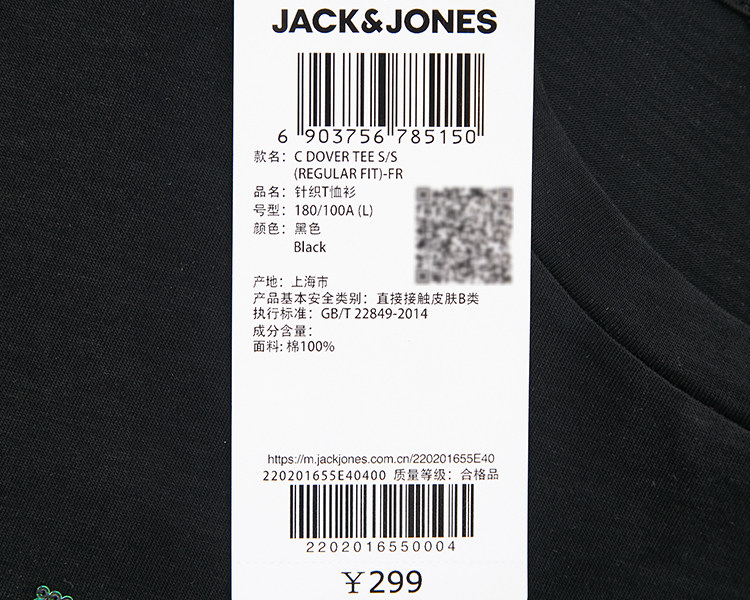 JACK&JONES
6 903756 785150
款名: C DOVER TEE S/S
(REGULAR FIT)-FR
品名: 针织T恤衫
号型: 180/100A (L)
颜色: 黑色
Black
产地: 上海市
产品基本安全类别: 直接接触皮肤B类
执行标准: GB/T 22849-2014
成分含量:
面料: 棉100%
https://m.jackjones.com.cn/220201655E40
220201655E40400 质量等级: 合格品
2202016550004
￥299